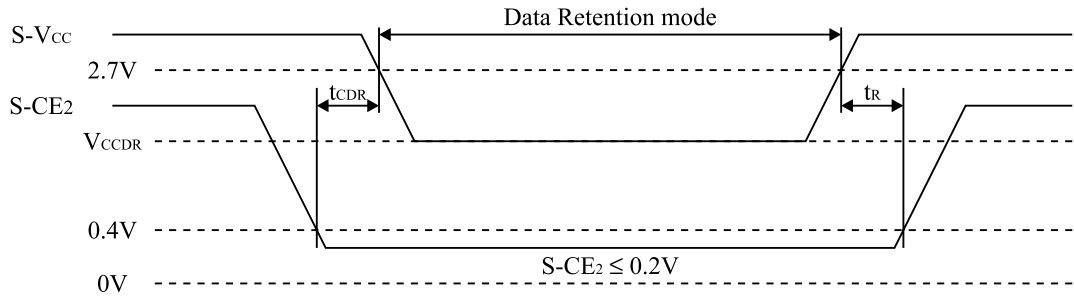 Data Retention mode
S-VCC
2.7V
tCDR
tR
S-CE2
VCCDR
0.4V
S-CE2 ≤ 0.2V
0V